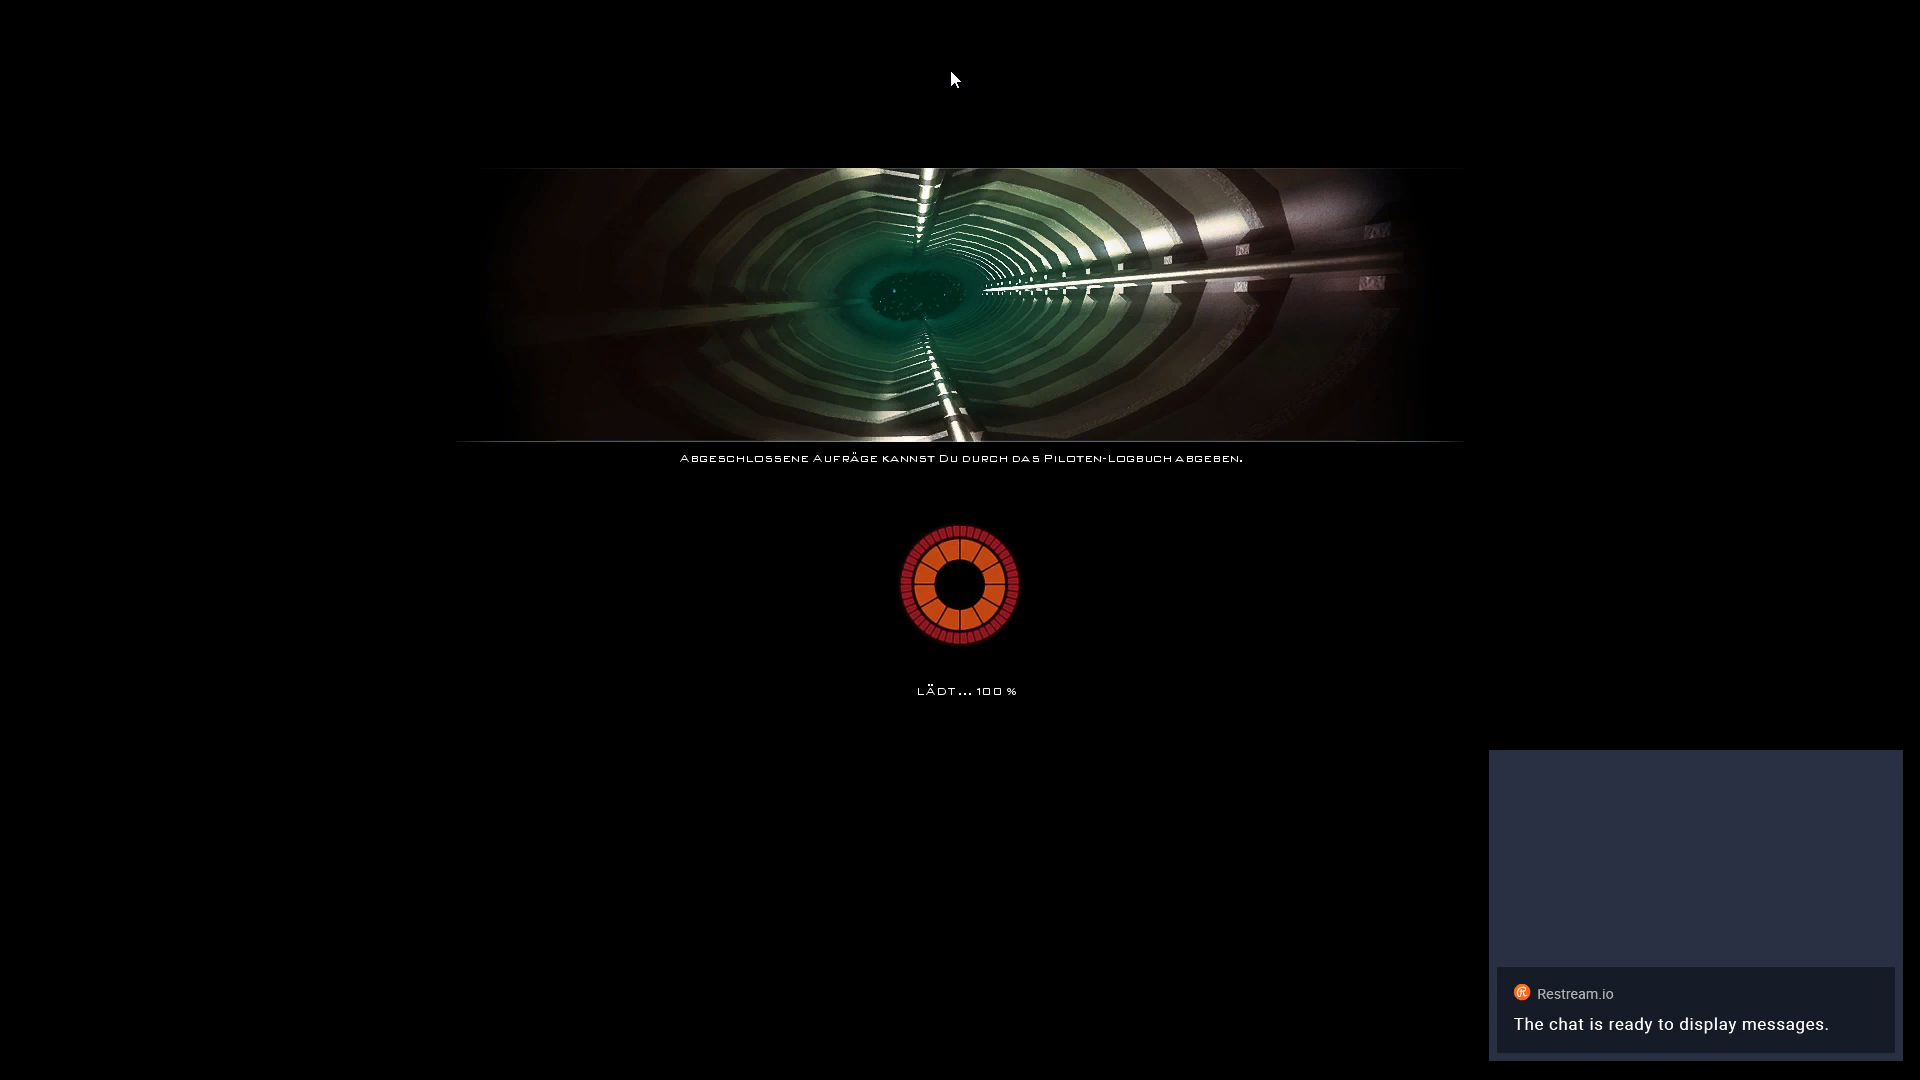 Abgeschlossene Aufräge kannst Du durch das Piloten-Logbuch abgeben.
lädt... 100 %
Restream.io
The chat is ready to display messages.